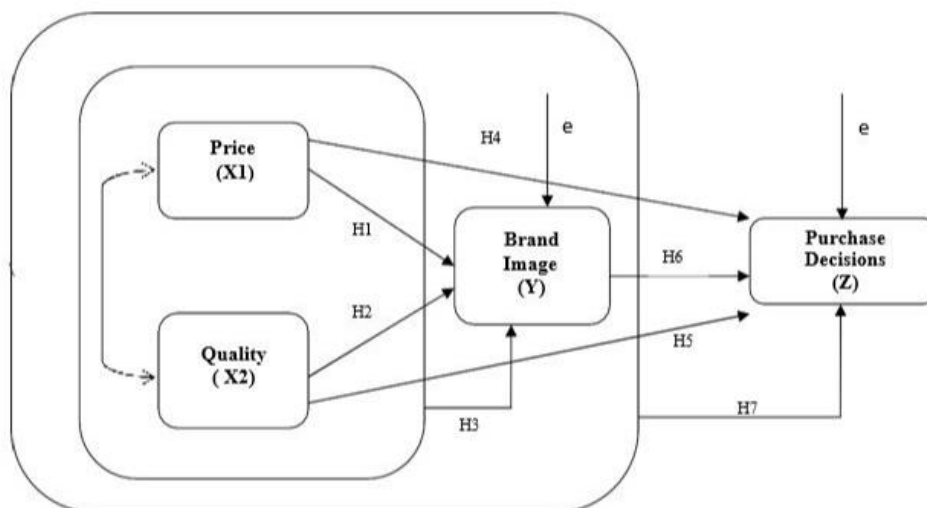 Price
(X1)
H4
e
e
H1
Brand
Image
(Y)
H6
Purchase
Decisions
(Z)
H2
Quality
( X2)
H5
H3
H7